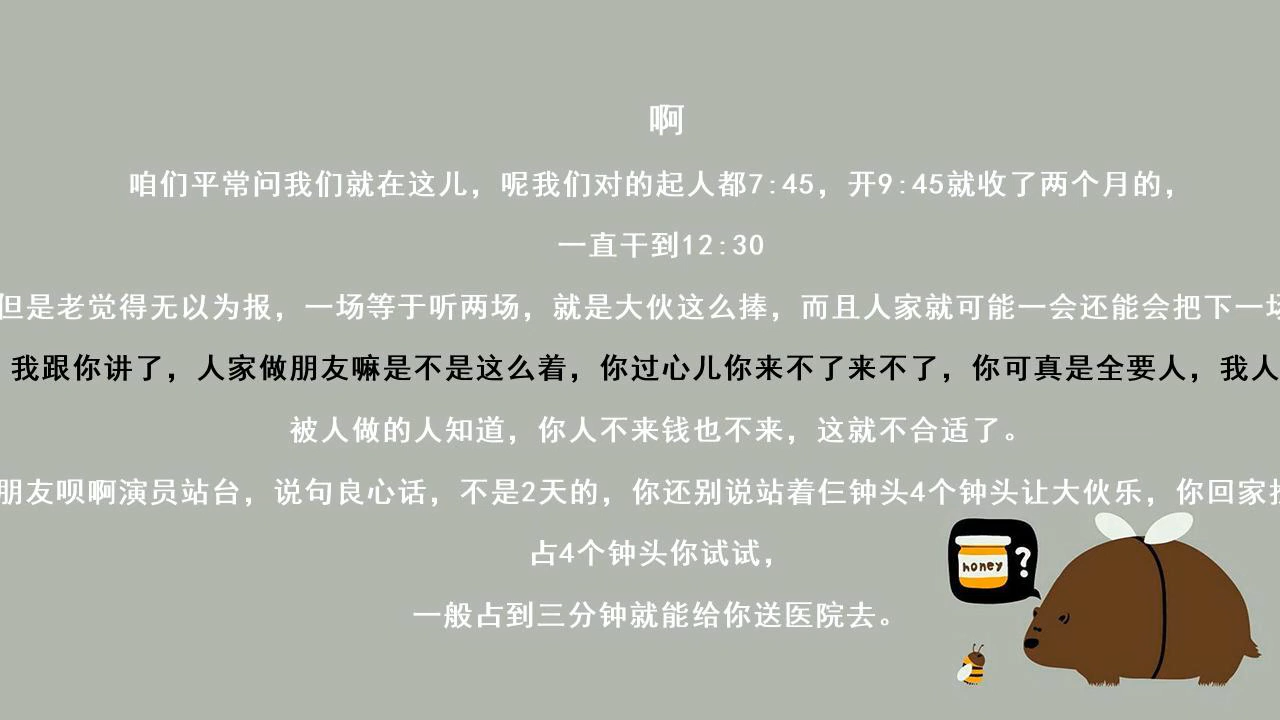 啊
咱们平常问我们就在这儿，呢我们对的起人都7:45，开9:45就收了两个月的，
一直干到12:30
但是老觉得无以为报，一场等于听两场，就是大伙这么捧，而且人家就可能一会还能会把下一场
我跟你讲了，人家做朋友嘛是不是这么着，你过心儿你来不了来不了，你可真是全要人，我人
被人做的人知道，你人不来钱也不来，这就不合适了。
朋友呗啊演员站台，说句良心话，不是2天的，你还别说站着仨钟头4个钟头让大伙乐，你回家
占4个钟头你试试，
一般占到三分钟就能给你送医院去。
honey
?